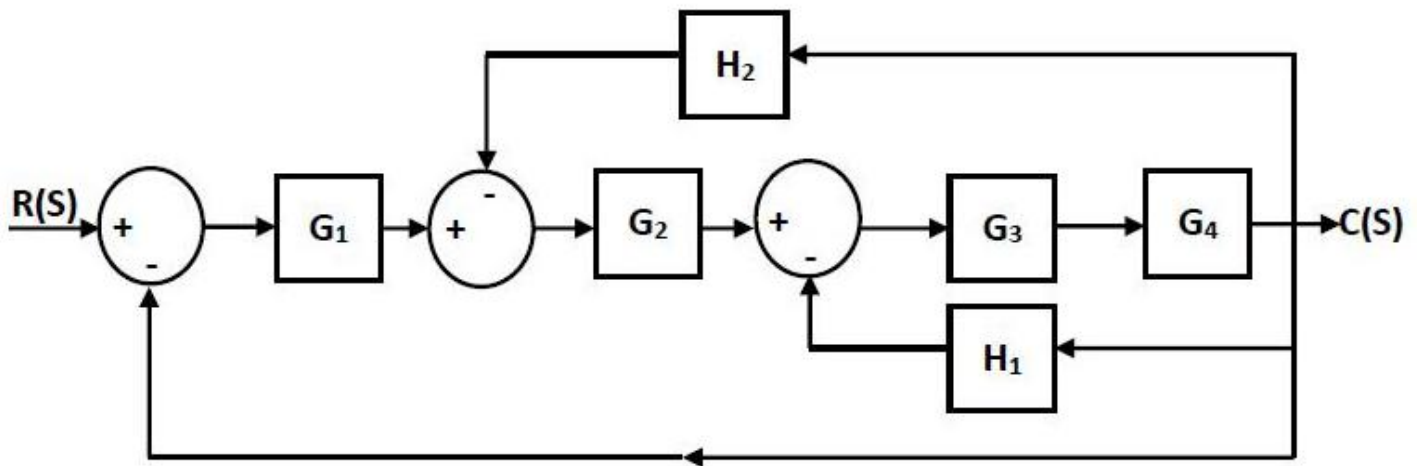 H₂
-
R(S) + - G₁ + G₂ + - G₃ G₄ C(S)
H₁